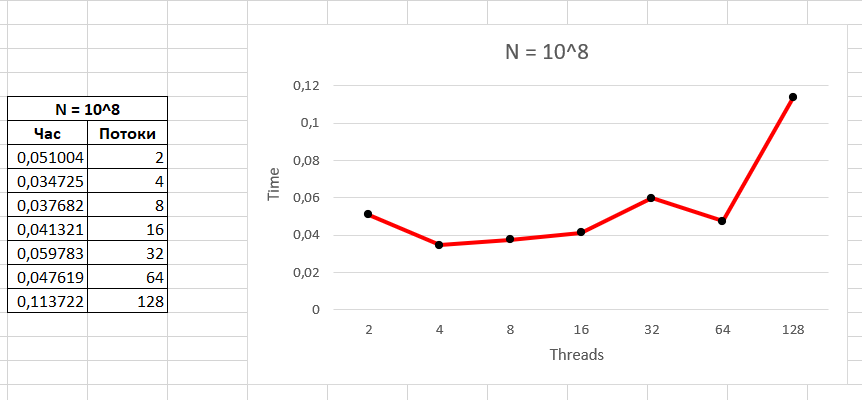 N = 10^8
Час Потоки
0,051004 2
0,034725 4
0,037682 8
0,041321 16
0,059783 32
0,047619 64
0,113722 128
N = 10^8
0,12
0,1
0,08
0,06
0,04
0,02
0
Time
2 4 8 16 32 64 128
Threads